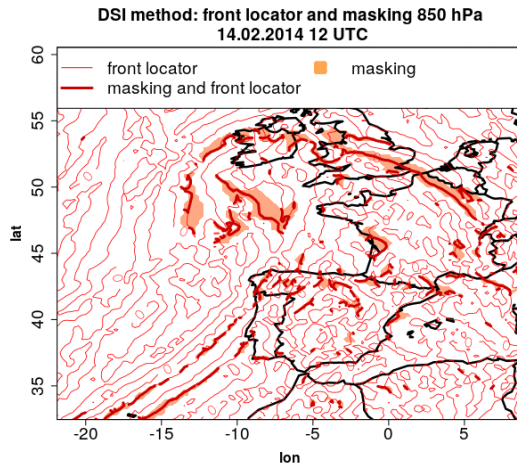 DSI method: front locator and masking 850 hPa
14.02.2014 12 UTC
front locator
masking
masking and front locator
60
55
50
45
40
35
lat
-20 -15 -10 -5 0 5
lon